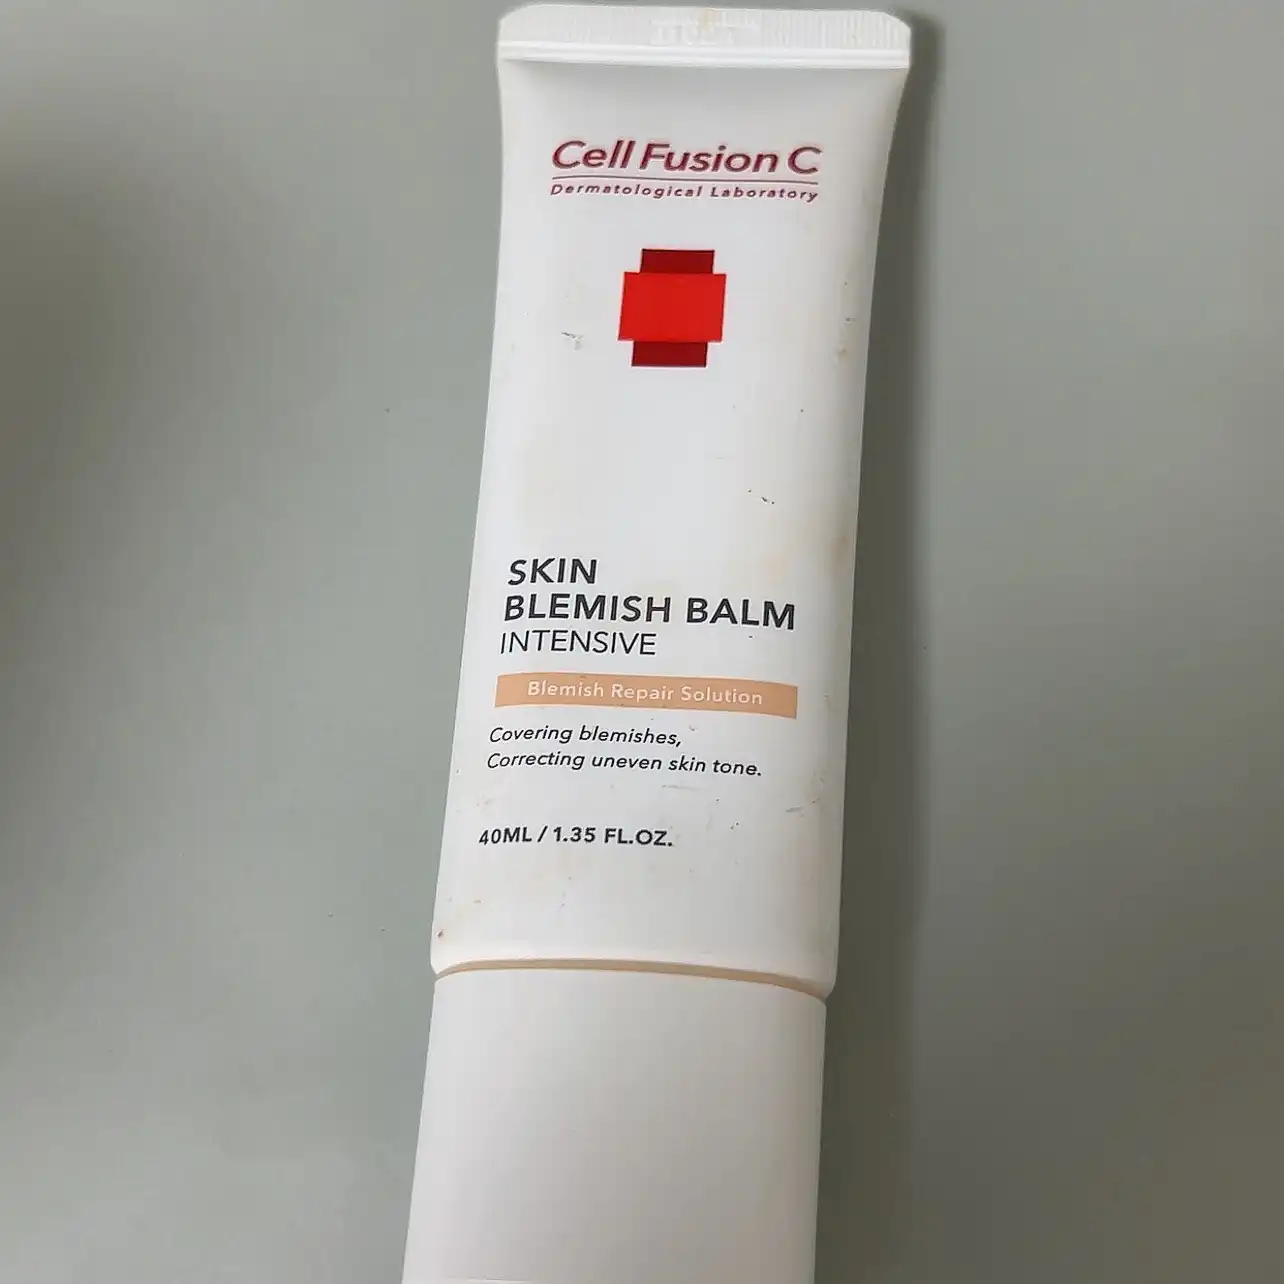 Cell Fusion C
Dermatological Laboratory
SKIN
BLEMISH BALM
INTENSIVE
Blemish Repair Solution
Covering blemishes,
Correcting uneven skin tone.
40ML / 1.35 FL.OZ.